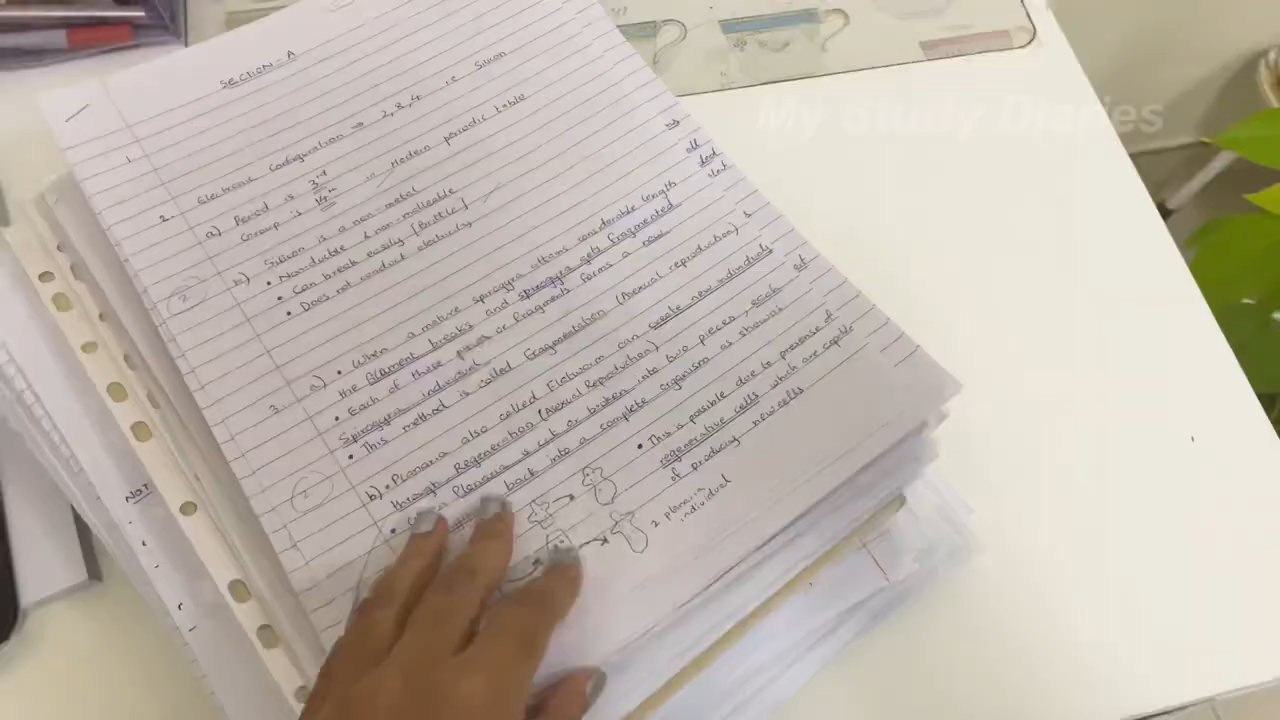 My Study Diaries
SECTION-A
1
2. Electronic Configuration ⇒ 2,8,4 i.e Silicon
a) Period is 3rd
Group is 14th in Modern periodic table
b) Silicon is a non metal
• Non-ductile & non-malleable
• Can break easily [Brittle]
• Does not conduct electricity
2
3. a) • When a mature spirogyra attains considerable length
the filament breaks and spirogyra gets fragmented
• Each of these pieces or fragments forms a new
Spirogyra individual
• This method is called Fragmentation (Asexual reproduction)
b) • Planaria also called Flatworm can create new individuals
through Regeneration (Asexual Reproduction)
• Planaria is cut or broken into two pieces, each
back into a complete organism as shown:
• This is possible due to presence of
regenerative cells which are capable
of producing new cells
2 planaria
individual
NOT